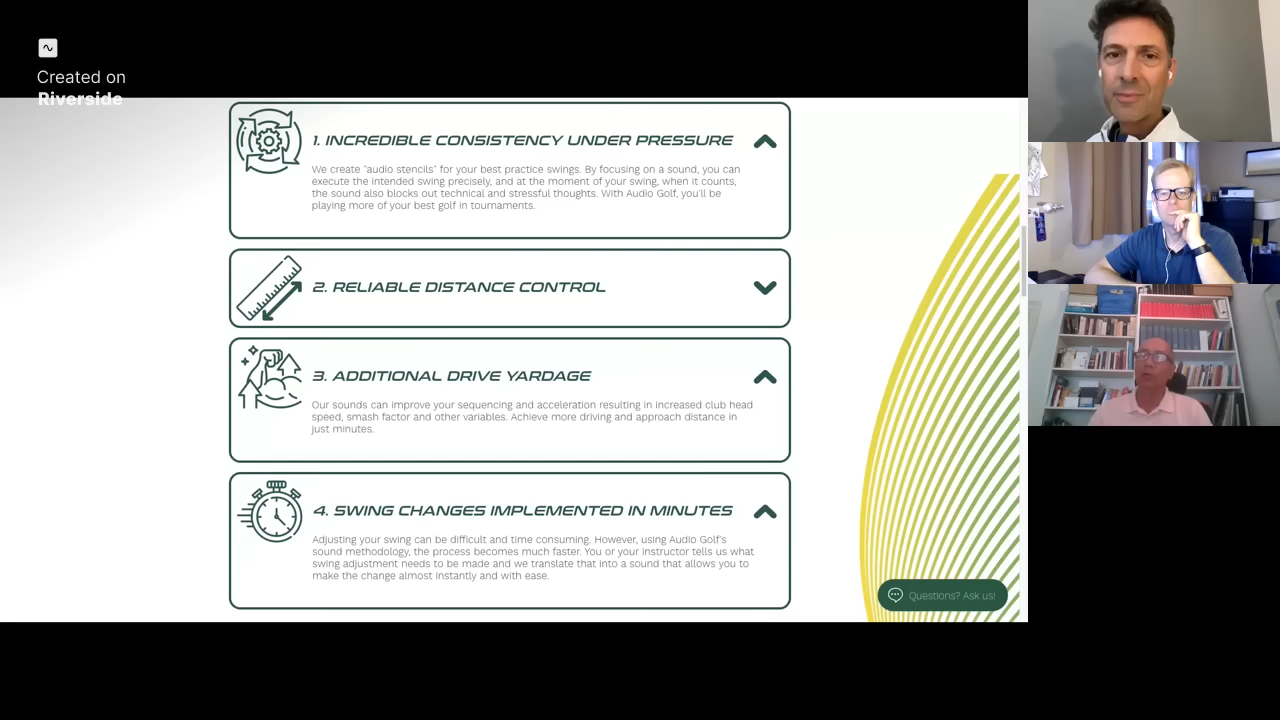 Created on
Riverside
1. INCREDIBLE CONSISTENCY UNDER PRESSURE
We create "audio stencils" for your best practice swings. By focusing on a sound, you can
execute the intended swing precisely, and at the moment of your swing, when it counts,
the sound also blocks out technical and stressful thoughts. With Audio Golf, you'll be
playing more of your best golf in tournaments.
2. RELIABLE DISTANCE CONTROL
3. ADDITIONAL DRIVE YARDAGE
Our sounds can improve your sequencing and acceleration resulting in increased club head
speed, smash factor and other variables. Achieve more driving and approach distance in
just minutes.
4. SWING CHANGES IMPLEMENTED IN MINUTES
Adjusting your swing can be difficult and time consuming. However, using Audio Golf's
sound methodology, the process becomes much faster. You or your instructor tells us what
swing adjustment needs to be made and we translate that into a sound that allows you to
make the change almost instantly and with ease.
Questions? Ask us!